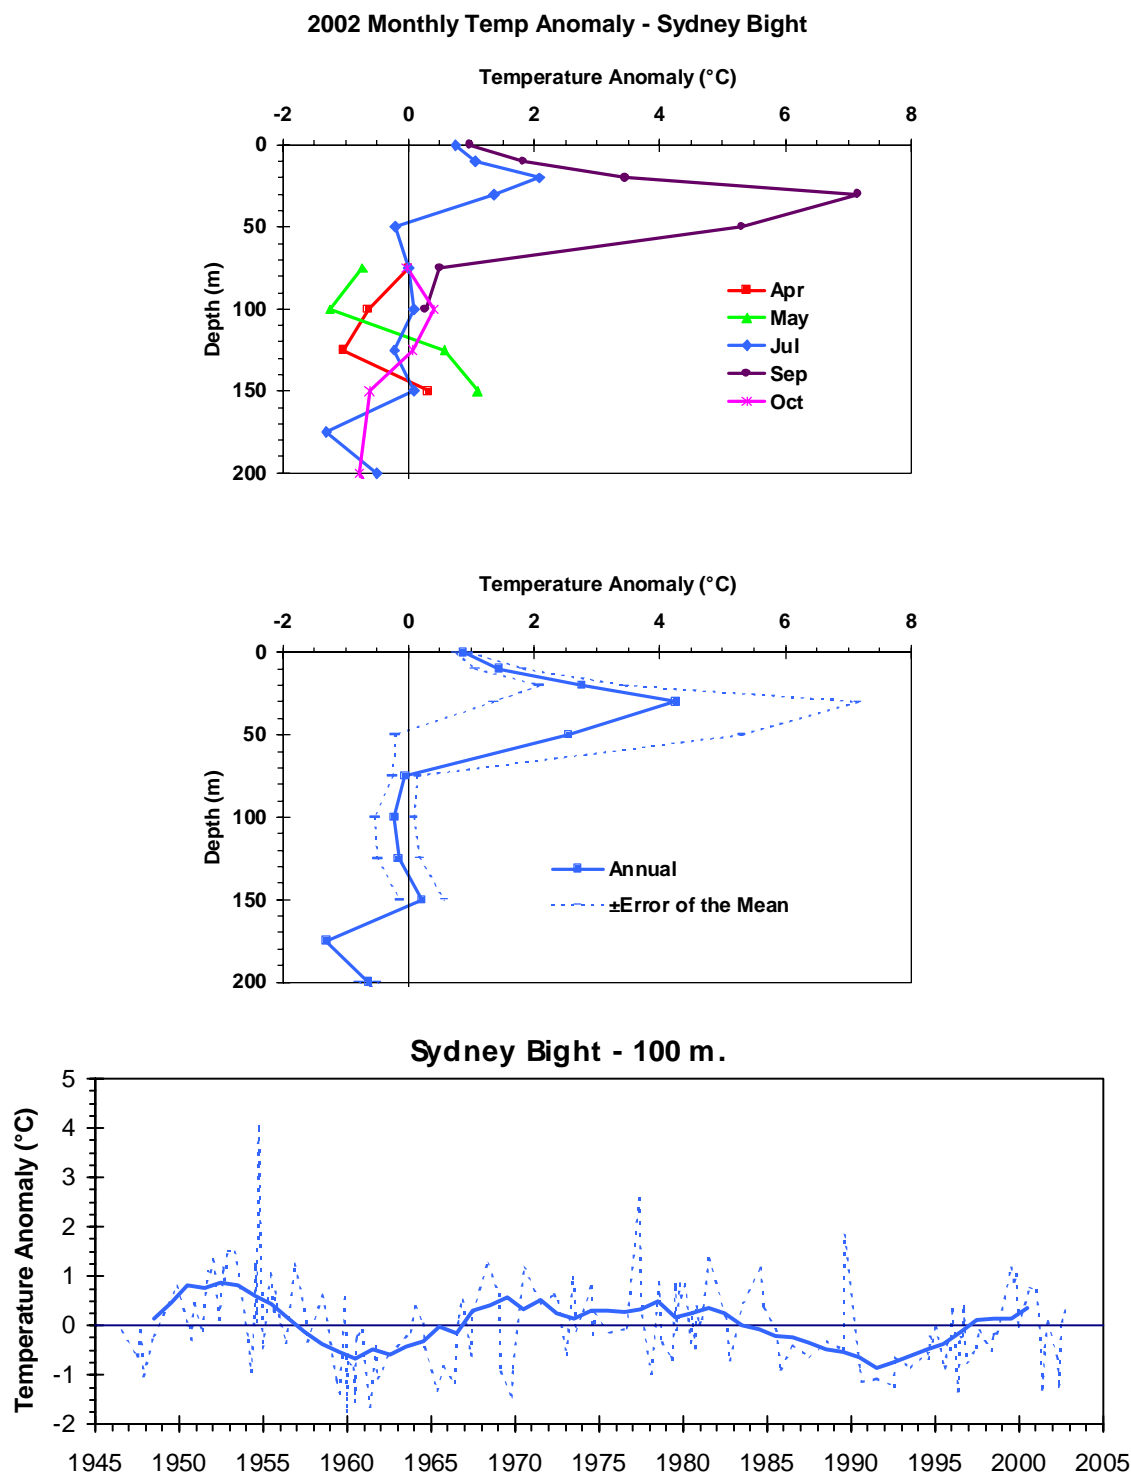 2002 Monthly Temp Anomaly - Sydney Bight
Temperature Anomaly (°C)
-2 0 2 4 6 8
0
50
100
150
200
Depth (m)
Apr
May
Jul
Sep
Oct
Temperature Anomaly (°C)
-2 0 2 4 6 8
0
50
100
150
200
Depth (m)
Annual
±Error of the Mean
Sydney Bight - 100 m.
5
4
3
2
1
0
-1
-2
Temperature Anomaly (°C)
1945 1950 1955 1960 1965 1970 1975 1980 1985 1990 1995 2000 2005